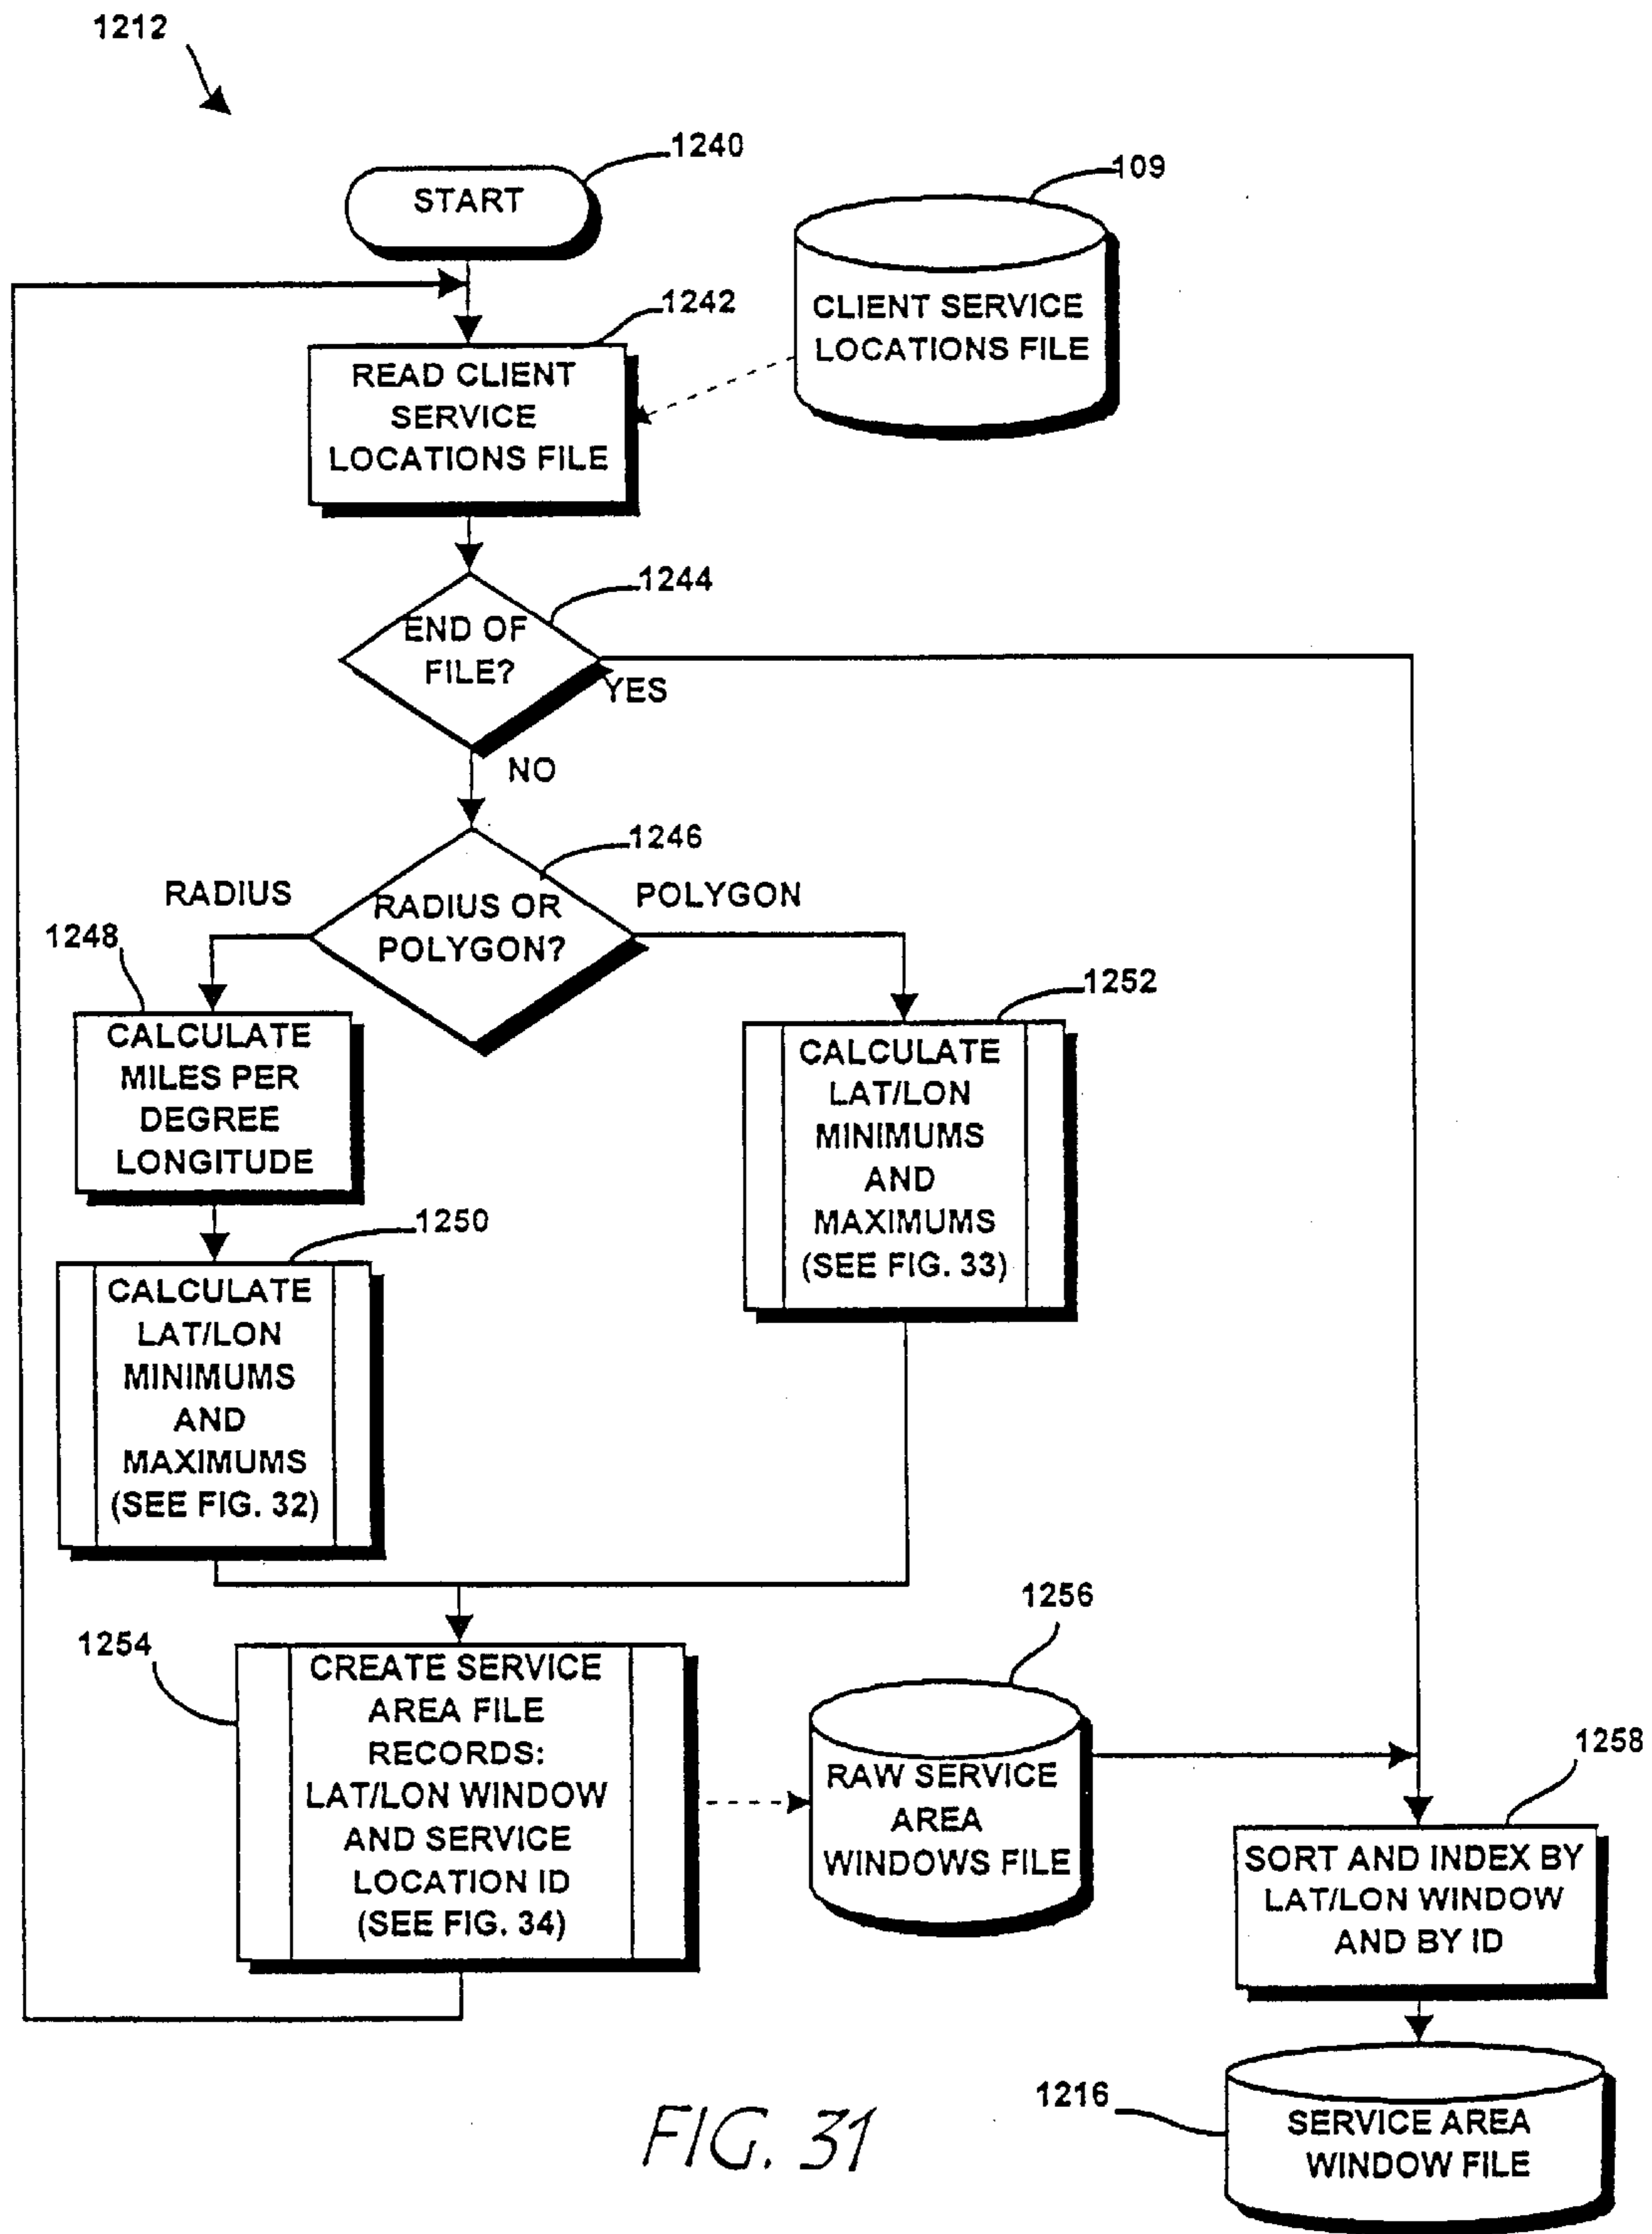 1212
1240
START
109
CLIENT SERVICE
LOCATIONS FILE
1242
READ CLIENT
SERVICE
LOCATIONS FILE
1244
END OF
FILE?
YES
NO
1246
RADIUS
RADIUS OR
POLYGON?
POLYGON
1248
CALCULATE
MILES PER
DEGREE
LONGITUDE
1252
CALCULATE
LAT/LON
MINIMUMS
AND
MAXIMUMS
(SEE FIG. 33)
1250
CALCULATE
LAT/LON
MINIMUMS
AND
MAXIMUMS
(SEE FIG. 32)
1254
CREATE SERVICE
AREA FILE
RECORDS:
LAT/LON WINDOW
AND SERVICE
LOCATION ID
(SEE FIG. 34)
1256
RAW SERVICE
AREA
WINDOWS FILE
1258
SORT AND INDEX BY
LAT/LON WINDOW
AND BY ID
1216
SERVICE AREA
WINDOW FILE
FIG. 31